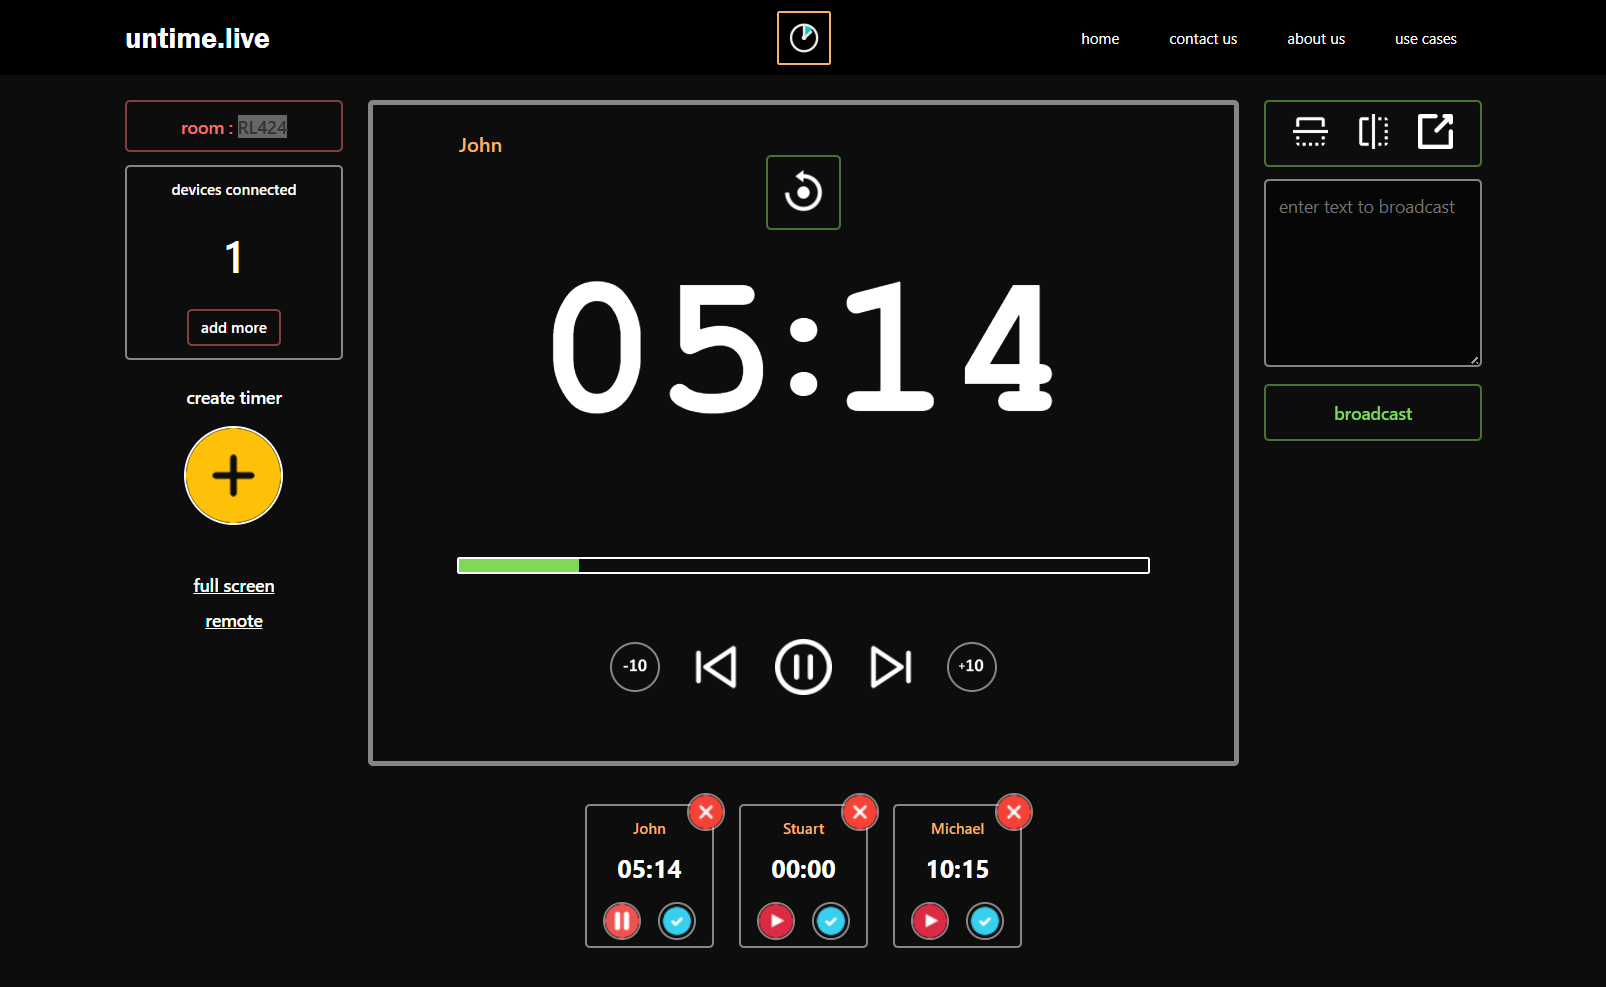 untime.live
home
contact us
about us
use cases
room : RL424
devices connected
1
add more
create timer
full screen
remote
John
05:14
-10
+10
enter text to broadcast
broadcast
John
05:14
Stuart
00:00
Michael
10:15